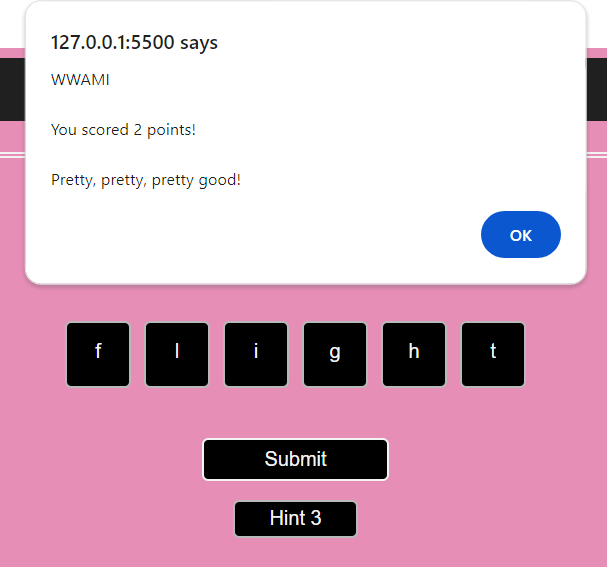 127.0.0.1:5500 says
WWAMI
You scored 2 points!
Pretty, pretty, pretty good!
OK
f l i g h t
Submit
Hint 3